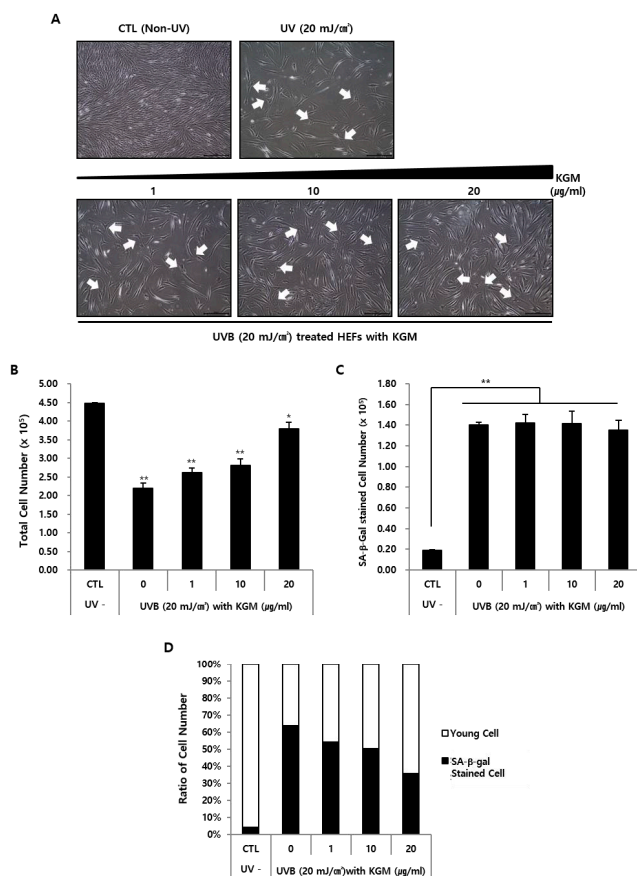 A
CTL (Non-UV)
UV (20 mJ/㎠)
KGM
(μg/ml)
1
10
20
UVB (20 mJ/㎠) treated HEFs with KGM
B
Total Cell Number (x 10⁵)
5.00
4.50
4.00
3.50
3.00
2.50
2.00
1.50
1.00
0.50
0.00
**
**
**
*
CTL
0
1
10
20
UV -
UVB (20 mJ/㎠) with KGM (μg/ml)
C
SA-β-Gal stained Cell Number (x 10⁵)
1.80
1.60
1.40
1.20
1.00
0.80
0.60
0.40
0.20
0.00
**
CTL
0
1
10
20
UV -
UVB (20 mJ/㎠) with KGM (μg/ml)
D
Ratio of Cell Number
100%
90%
80%
70%
60%
50%
40%
30%
20%
10%
0%
Young Cell
SA-β-gal
Stained Cell
CTL
0
1
10
20
UV -
UVB (20 mJ/㎠)with KGM (μg/ml)